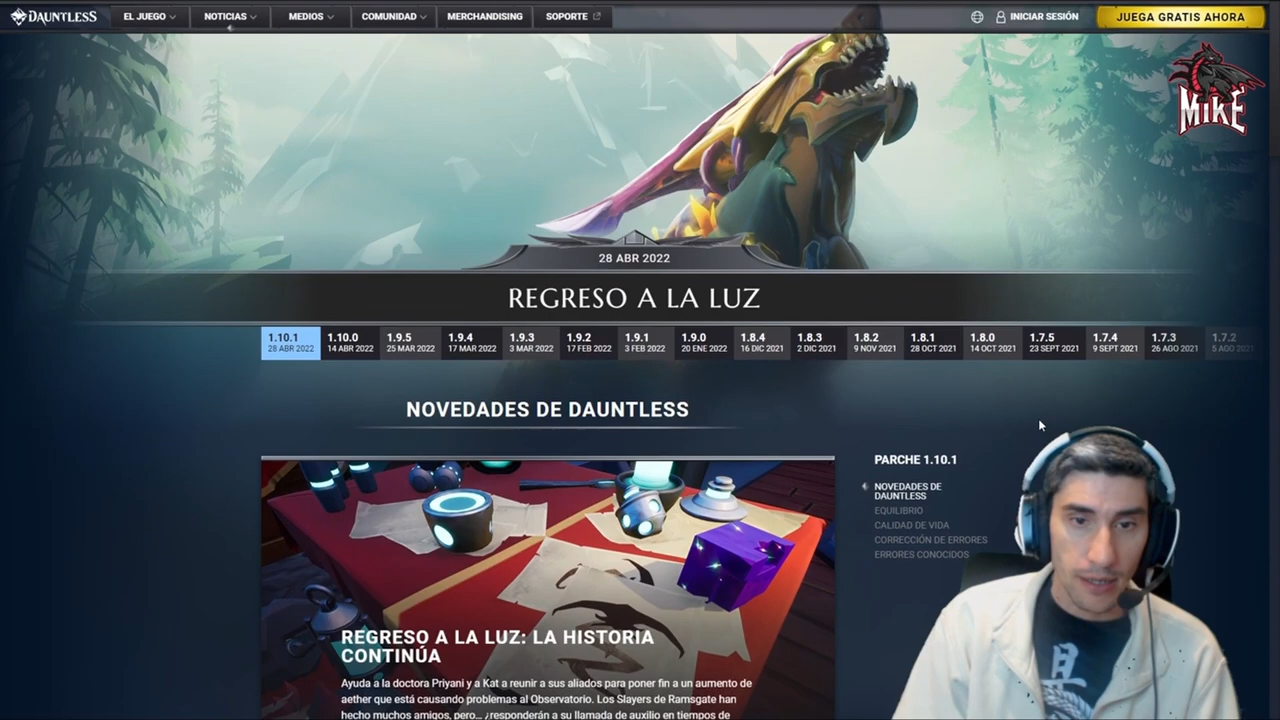 DAUNTLESS
EL JUEGO
NOTICIAS
MEDIOS
COMUNIDAD
MERCHANDISING
SOPORTE
INICIAR SESIÓN
JUEGA GRATIS AHORA
MIKE
28 ABR 2022
REGRESO A LA LUZ
1.10.1 1.10.0 1.9.5 1.9.4 1.9.3 1.9.2 1.9.1 1.9.0 1.8.4 1.8.3 1.8.2 1.8.1 1.8.0 1.7.5 1.7.4 1.7.3 1.7.2
28 ABR 2022 14 ABR 2022 25 MAR 2022 17 MAR 2022 3 MAR 2022 17 FEB 2022 3 FEB 2022 20 ENE 2022 16 DIC 2021 2 DIC 2021 9 NOV 2021 28 OCT 2021 14 OCT 2021 23 SEPT 2021 9 SEPT 2021 26 AGO 2021 5 AGO 2021
NOVEDADES DE DAUNTLESS
PARCHE 1.10.1
NOVEDADES DE
DAUNTLESS
EQUILIBRIO
CALIDAD DE VIDA
CORRECCIÓN DE ERRORES
ERRORES CONOCIDOS
REGRESO A LA LUZ: LA HISTORIA
CONTINÚA
Ayuda a la doctora Priyani y a Kat a reunir a sus aliados para poner fin a un aumento de
aether que está causando problemas al Observatorio. Los Slayers de Ramsgate han
hecho muchos amigos, pero... ¿responderán a su llamada de auxilio en tiempos de